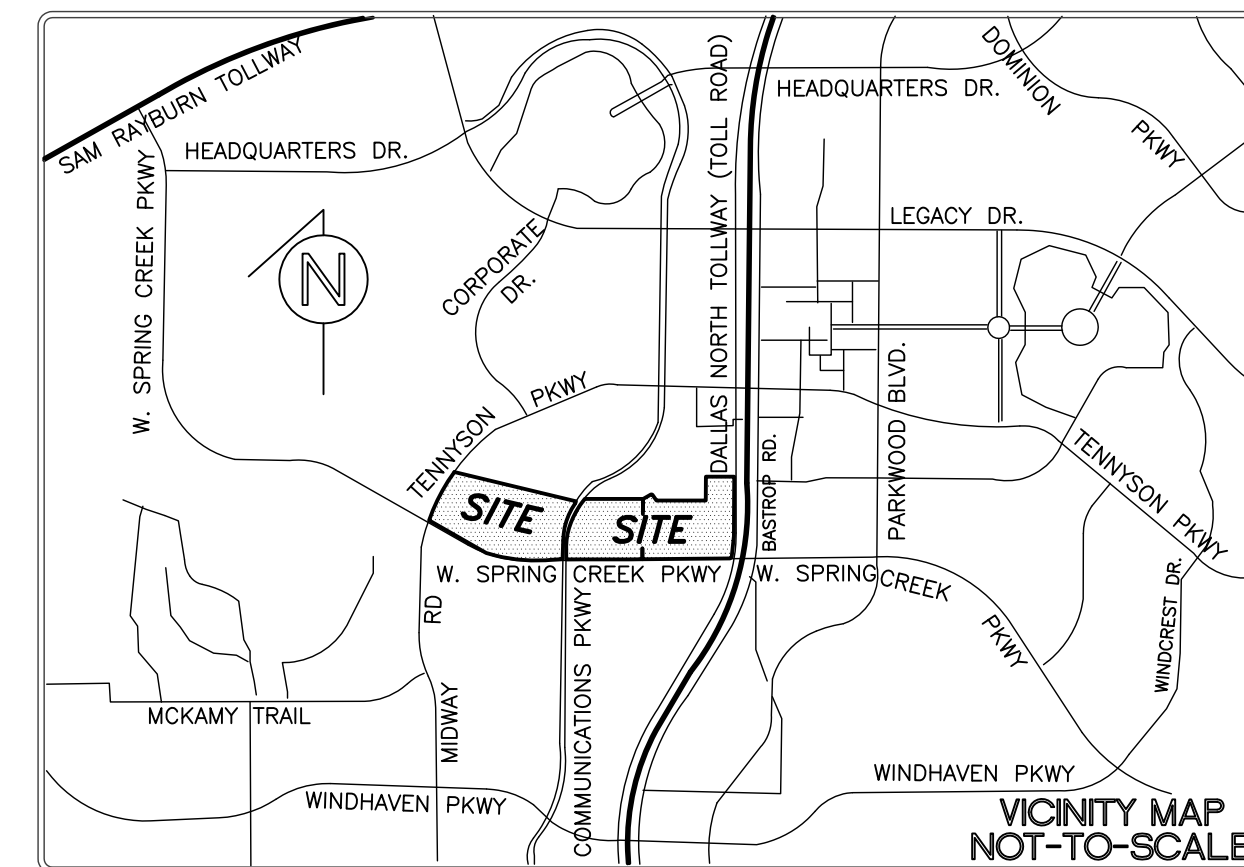 SAM RAYBURN TOLLWAY
HEADQUARTERS DR.
W. SPRING CREEK PKWY
N
CORPORATE
DR.
DALLAS NORTH TOLLWAY (TOLL ROAD)
HEADQUARTERS DR.
DOMINION
PKWY
LEGACY DR.
TENNYSON
PKWY
PARKWOOD BLVD.
BASTROP RD.
TENNYSON PKWY
SITE
SITE
W. SPRING CREEK PKWY
W. SPRING CREEK
PKWY
WINDCREST DR.
RD
MIDWAY
COMMUNICATIONS PKWY
MCKAMY TRAIL
WINDHAVEN PKWY
WINDHAVEN PKWY
VICINITY MAP
NOT-TO-SCALE